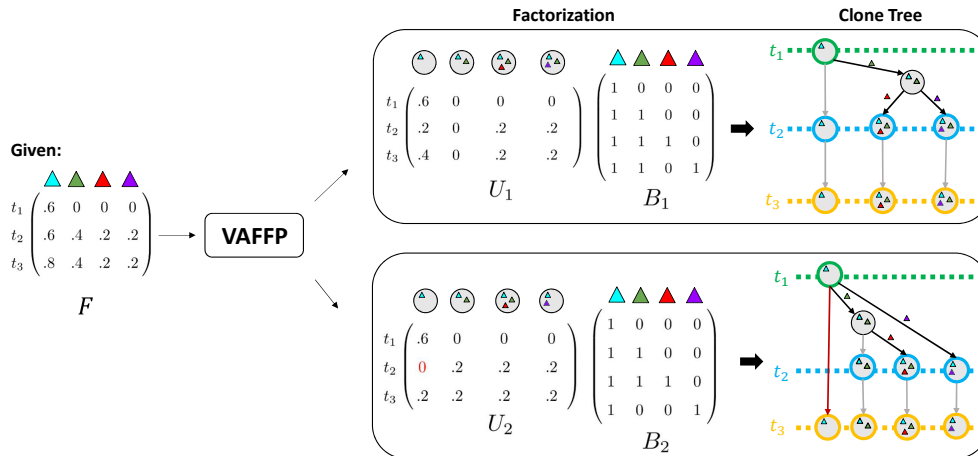 Factorization
Clone Tree
t₁
t₁ .6 0 0 0
t₂ .2 0 .2 .2
t₃ .4 0 .2 .2
U₁
1 0 0 0
1 1 0 0
1 1 1 0
1 1 0 1
B₁
t₂
t₃
Given:
t₁ .6 0 0 0
t₂ .6 .4 .2 .2
t₃ .8 .4 .2 .2
F
VAFFP
t₁
t₁ .6 0 0 0
t₂ 0 .2 .2 .2
t₃ .2 .2 .2 .2
U₂
1 0 0 0
1 1 0 0
1 1 1 0
1 0 0 1
B₂
t₂
t₃